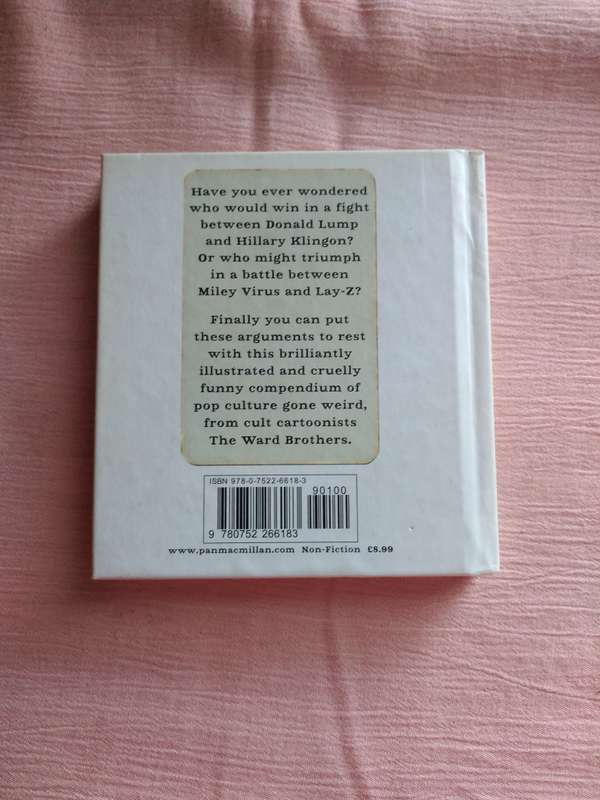 Have you ever wondered
who would win in a fight
between Donald Lump
and Hillary Klingon?
Or who might triumph
in a battle between
Miley Virus and Lay-Z?
Finally you can put
these arguments to rest
with this brilliantly
illustrated and cruelly
funny compendium of
pop culture gone weird,
from cult cartoonists
The Ward Brothers.
ISBN 978-0-7522-6618-3
90100
9 780752 266183
www.panmacmillan.com Non-Fiction £8.99